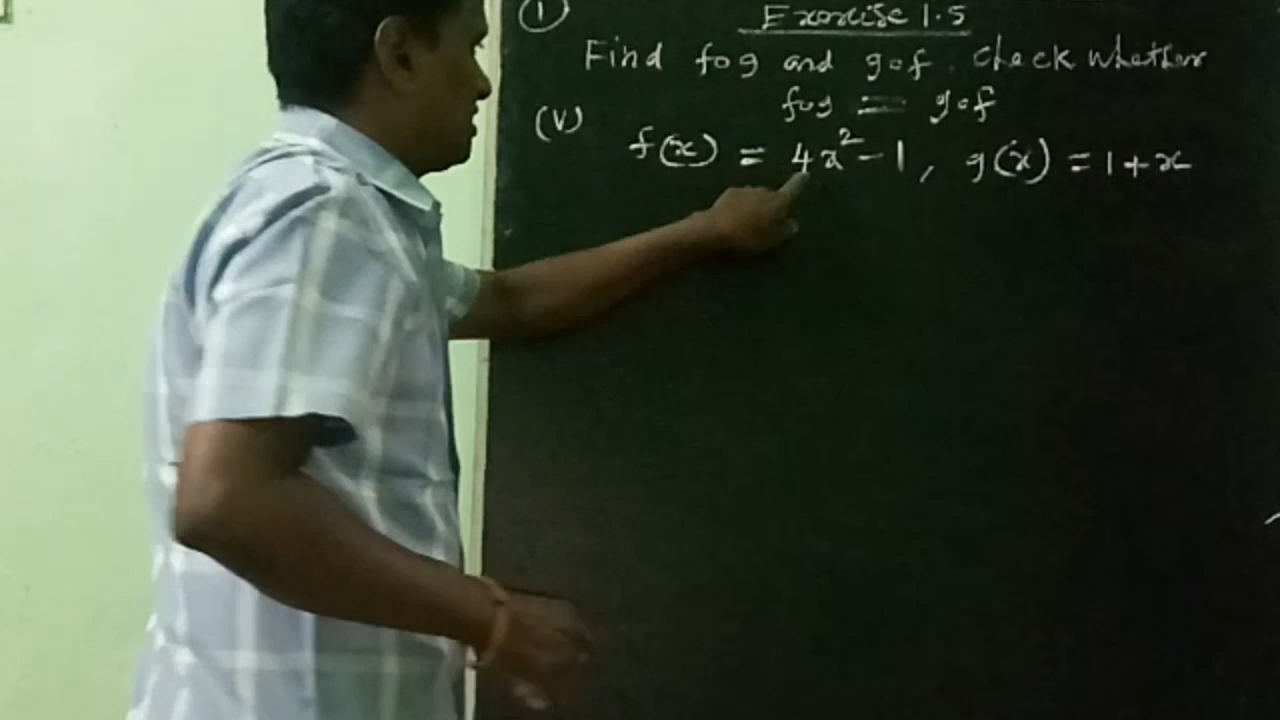 ① Exercise 1.5
Find fog and gof. check whether
fog = gof
(V) f(x) = 4x² - 1, g(x) = 1 + x